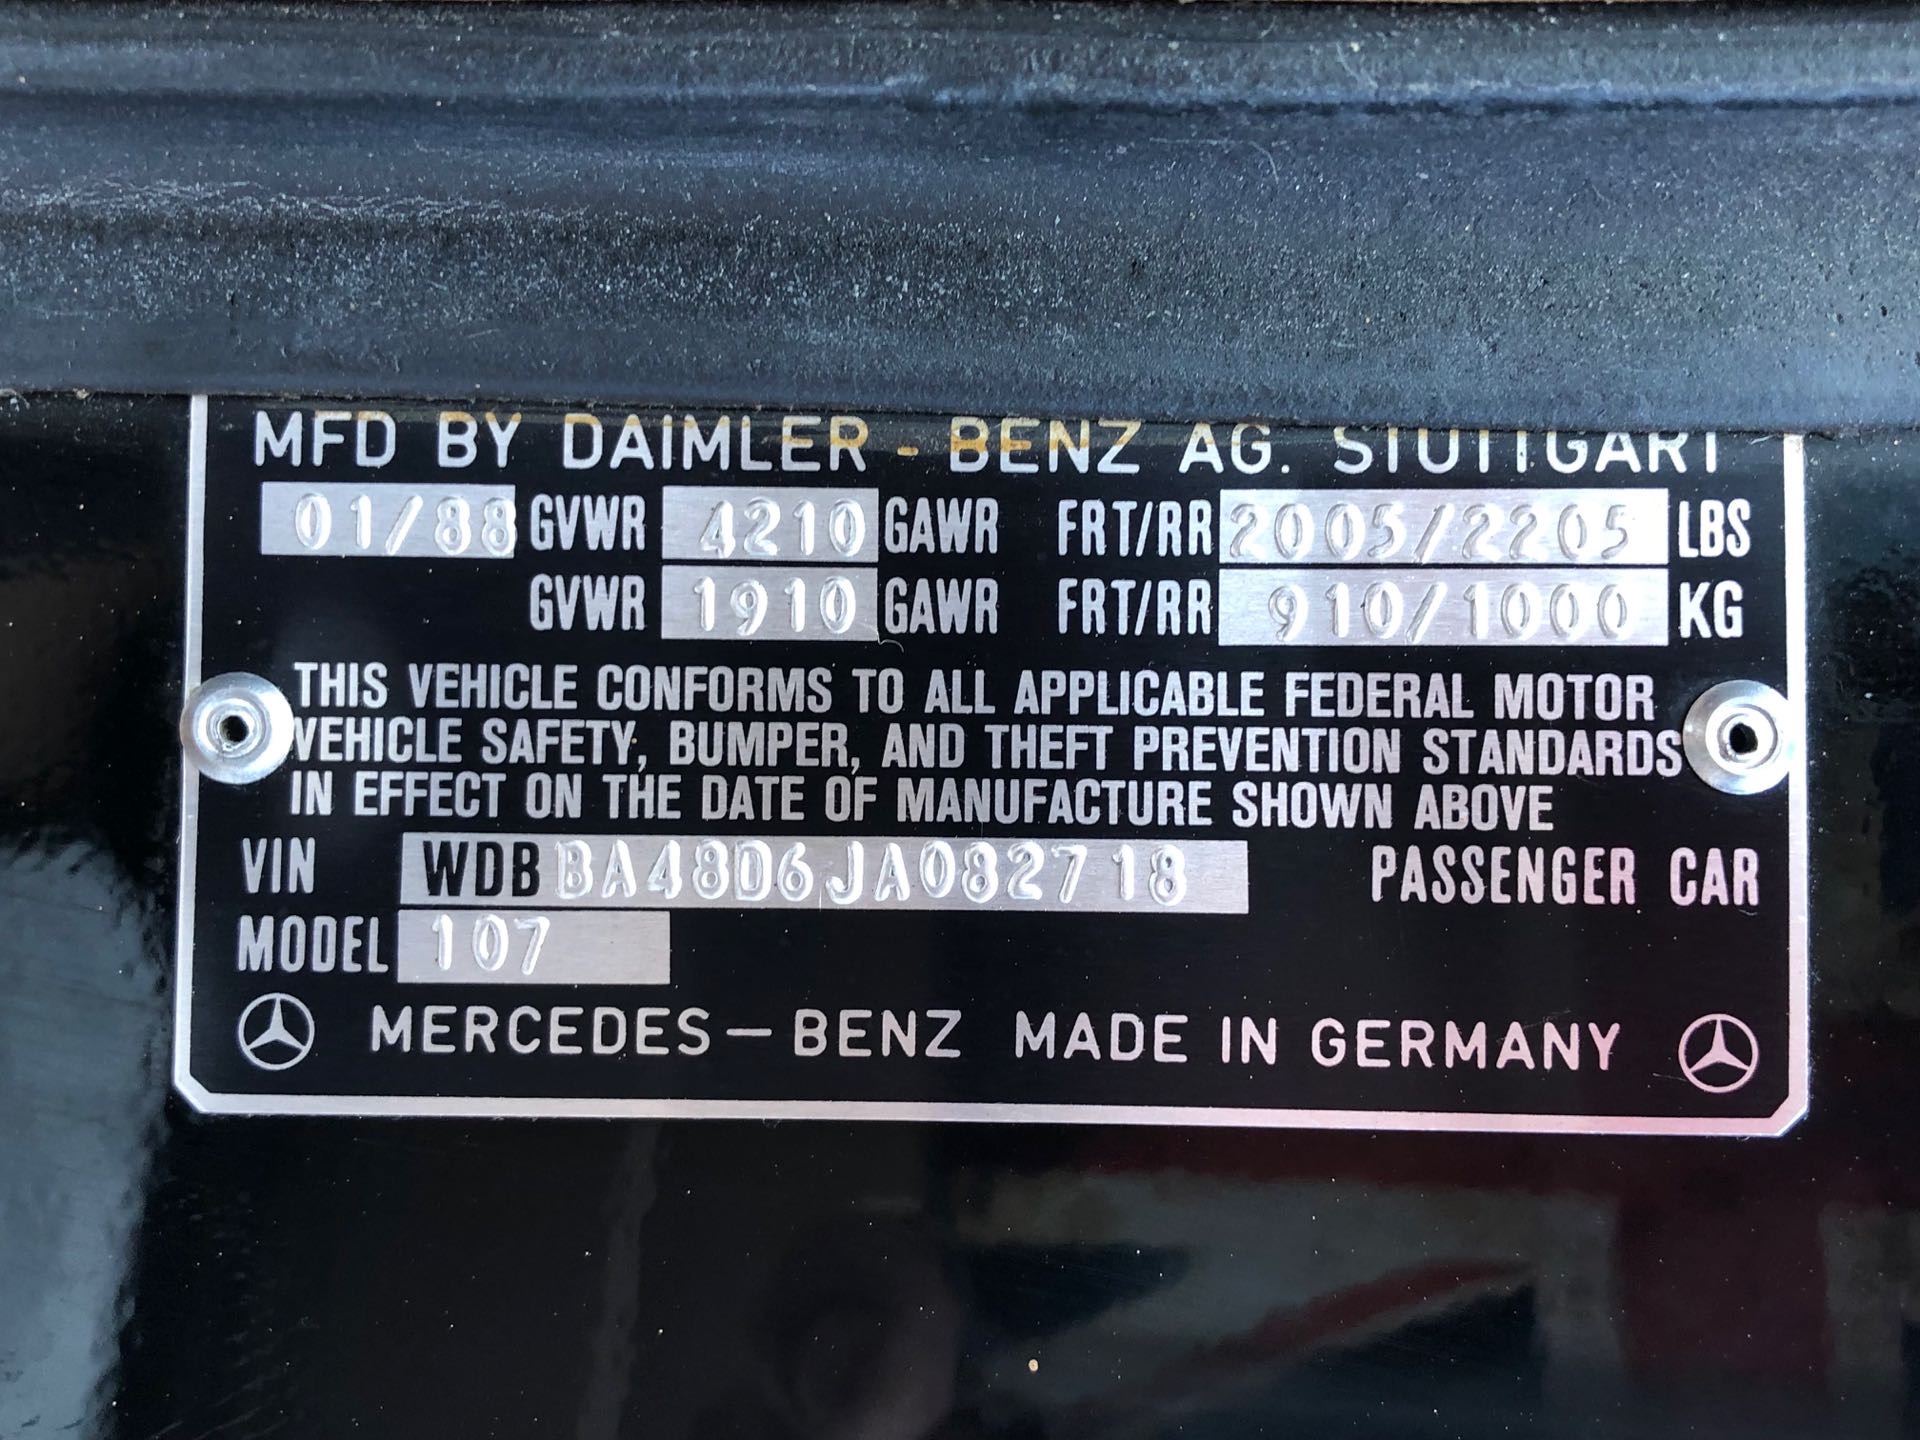 MFD BY DAIMLER - BENZ AG. STUTTGART
01/88 GVWR 4210 GAWR FRT/RR 2005/2205 LBS
GVWR 1910 GAWR FRT/RR 910/1000 KG
THIS VEHICLE CONFORMS TO ALL APPLICABLE FEDERAL MOTOR
VEHICLE SAFETY, BUMPER, AND THEFT PREVENTION STANDARDS
IN EFFECT ON THE DATE OF MANUFACTURE SHOWN ABOVE
VIN WDBBA48D6JA082718 PASSENGER CAR
MODEL 107
MERCEDES-BENZ MADE IN GERMANY